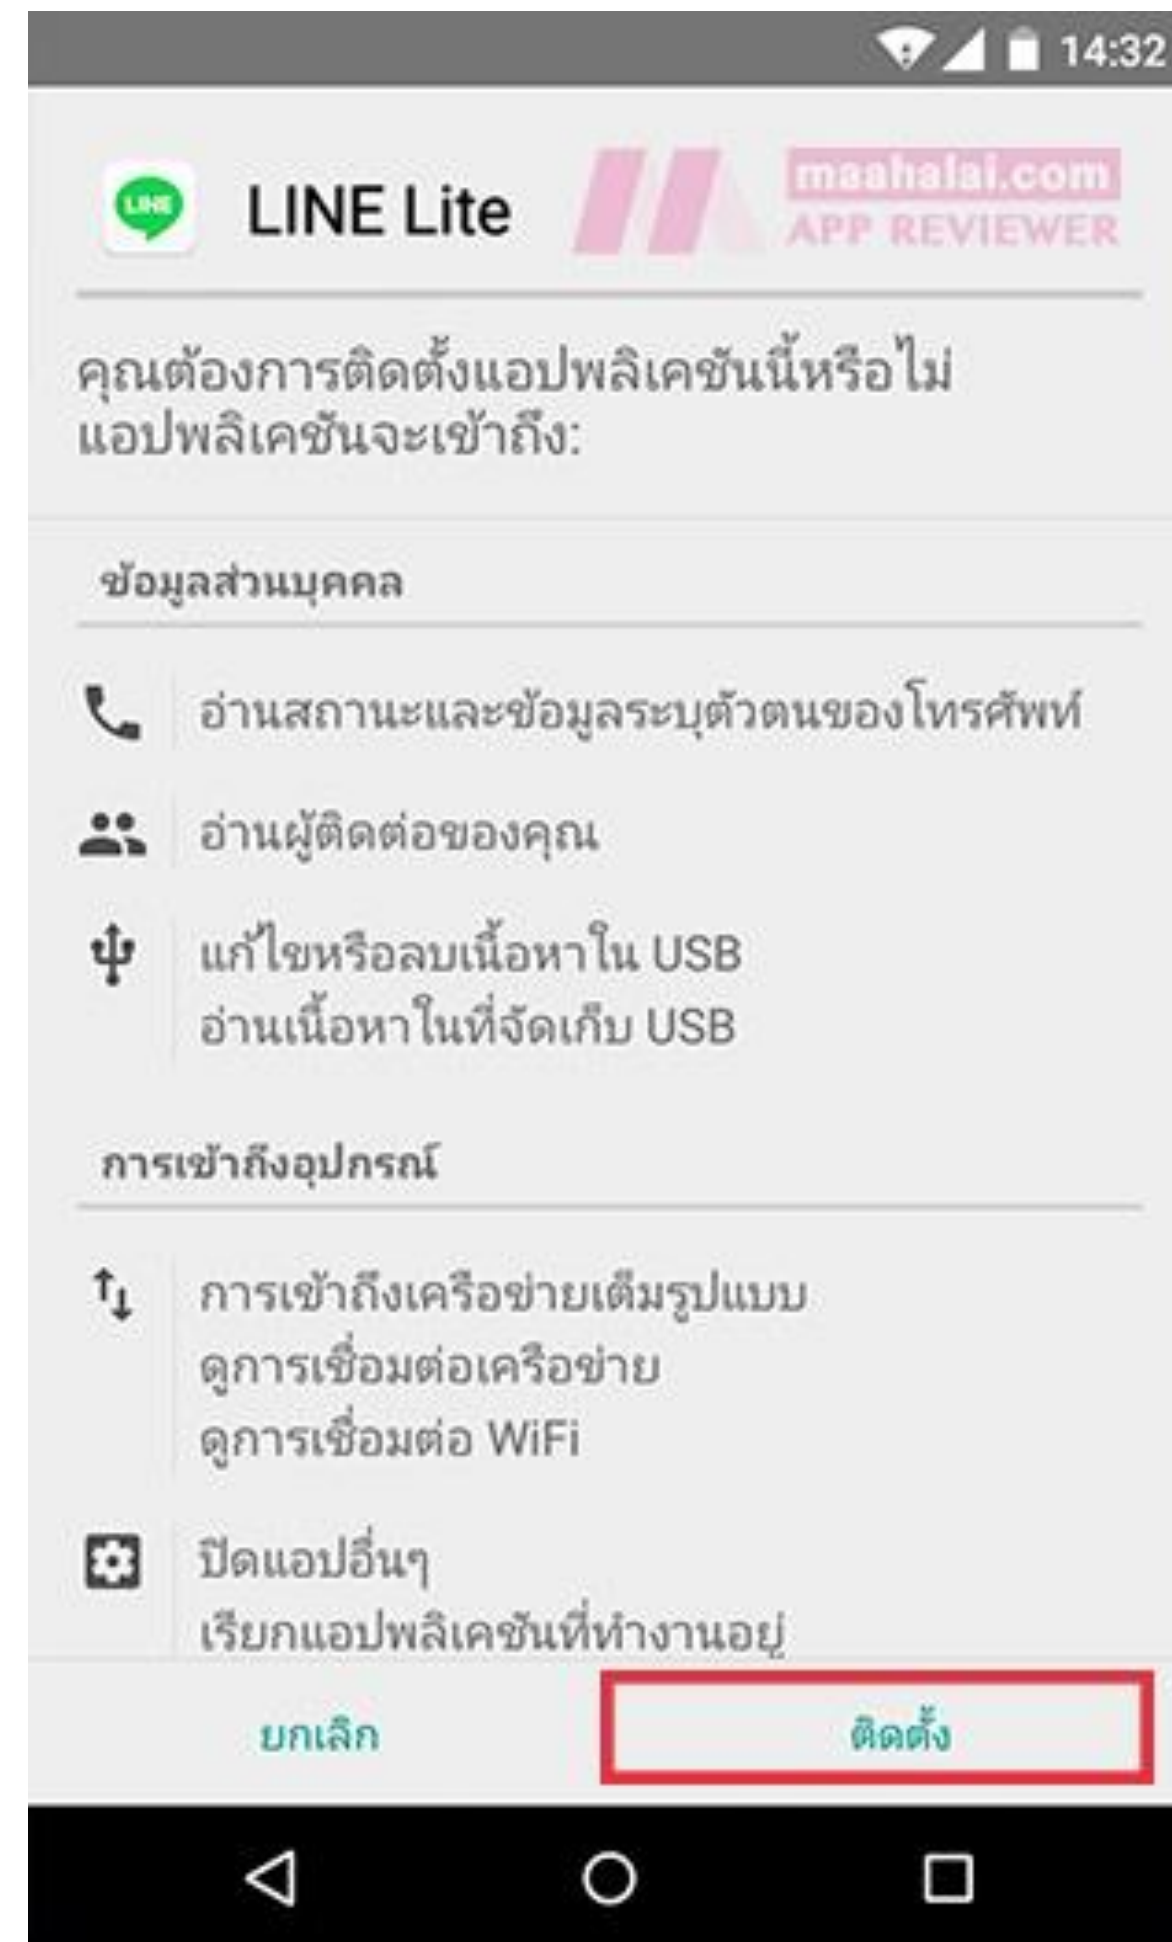 14:32
LINE
LINE Lite
maahalai.com
APP REVIEWER
คุณต้องการติดตั้งแอปพลิเคชันนี้หรือไม่
แอปพลิเคชันจะเข้าถึง:
ข้อมูลส่วนบุคคล
อ่านสถานะและข้อมูลระบุตัวตนของโทรศัพท์
อ่านผู้ติดต่อของคุณ
แก้ไขหรือลบเนื้อหาใน USB
อ่านเนื้อหาในที่จัดเก็บ USB
การเข้าถึงอุปกรณ์
การเข้าถึงเครือข่ายเต็มรูปแบบ
ดูการเชื่อมต่อเครือข่าย
ดูการเชื่อมต่อ WiFi
ปิดแอปอื่นๆ
เรียกแอปพลิเคชันที่ทำงานอยู่
ยกเลิก
ติดตั้ง